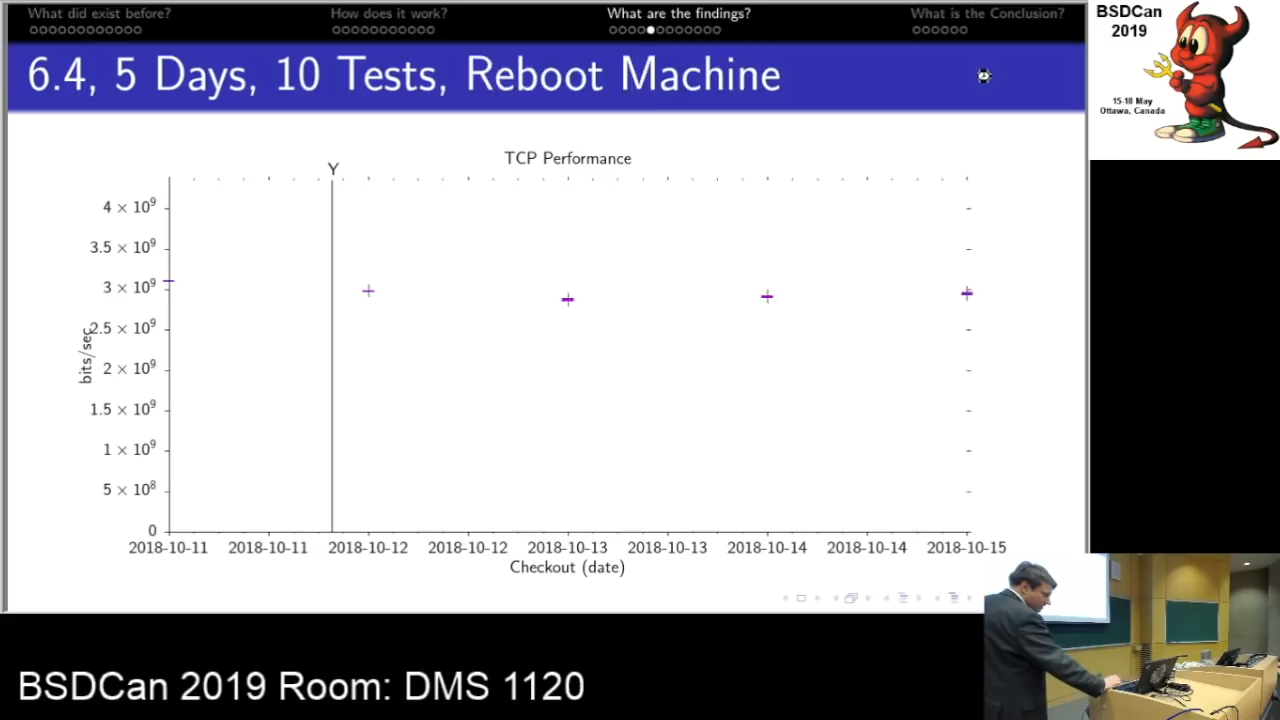 What did exist before? How does it work? What are the findings? What is the Conclusion?
6.4, 5 Days, 10 Tests, Reboot Machine
BSDCan
2019
15-18 May
Ottawa, Canada
TCP Performance
Y
4 × 10⁹
3.5 × 10⁹
3 × 10⁹
2.5 × 10⁹
2 × 10⁹
1.5 × 10⁹
1 × 10⁹
5 × 10⁸
0
bits/sec
2018-10-11 2018-10-11 2018-10-12 2018-10-12 2018-10-13 2018-10-13 2018-10-14 2018-10-14 2018-10-15
Checkout (date)
BSDCan 2019 Room: DMS 1120